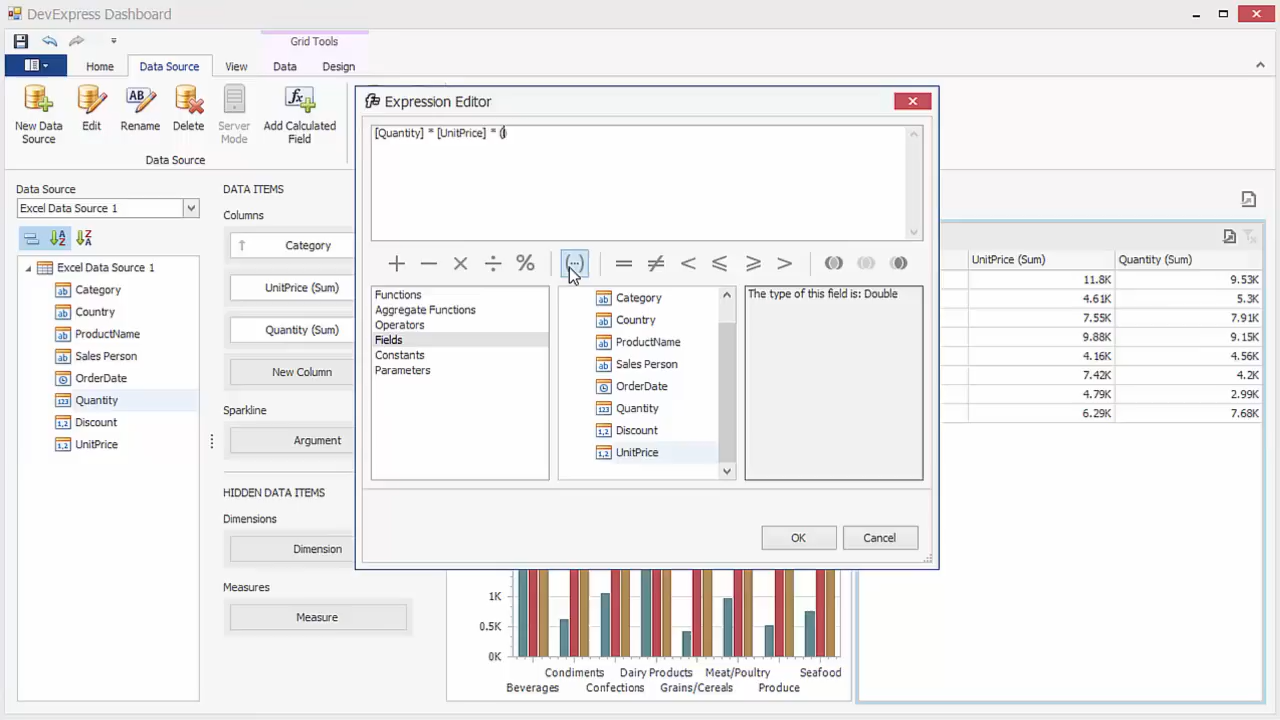 DevExpress Dashboard
Grid Tools
Home
Data Source
View
Data
Design
New Data
Source
Edit
AB
Rename
Delete
Server
Mode
Add Calculated
Field
Data Source
Data Source
Excel Data Source 1
Excel Data Source 1
Category
Country
ProductName
Sales Person
OrderDate
Quantity
Discount
UnitPrice
DATA ITEMS
Columns
Category
UnitPrice (Sum)
Quantity (Sum)
New Column
Sparkline
Argument
HIDDEN DATA ITEMS
Dimensions
Dimension
Measures
Measure
Expression Editor
[Quantity] * [UnitPrice] * ()
Functions
Aggregate Functions
Operators
Fields
Constants
Parameters
Category
Country
ProductName
Sales Person
OrderDate
Quantity
Discount
UnitPrice
The type of this field is: Double
OK
Cancel
UnitPrice (Sum) Quantity (Sum)
11.8K 9.53K
4.61K 5.3K
7.55K 7.91K
9.88K 9.15K
4.16K 4.56K
7.42K 4.2K
4.79K 2.99K
6.29K 7.68K
1K
0.5K
0K
Condiments Dairy Products Meat/Poultry Seafood
Beverages Confections Grains/Cereals Produce